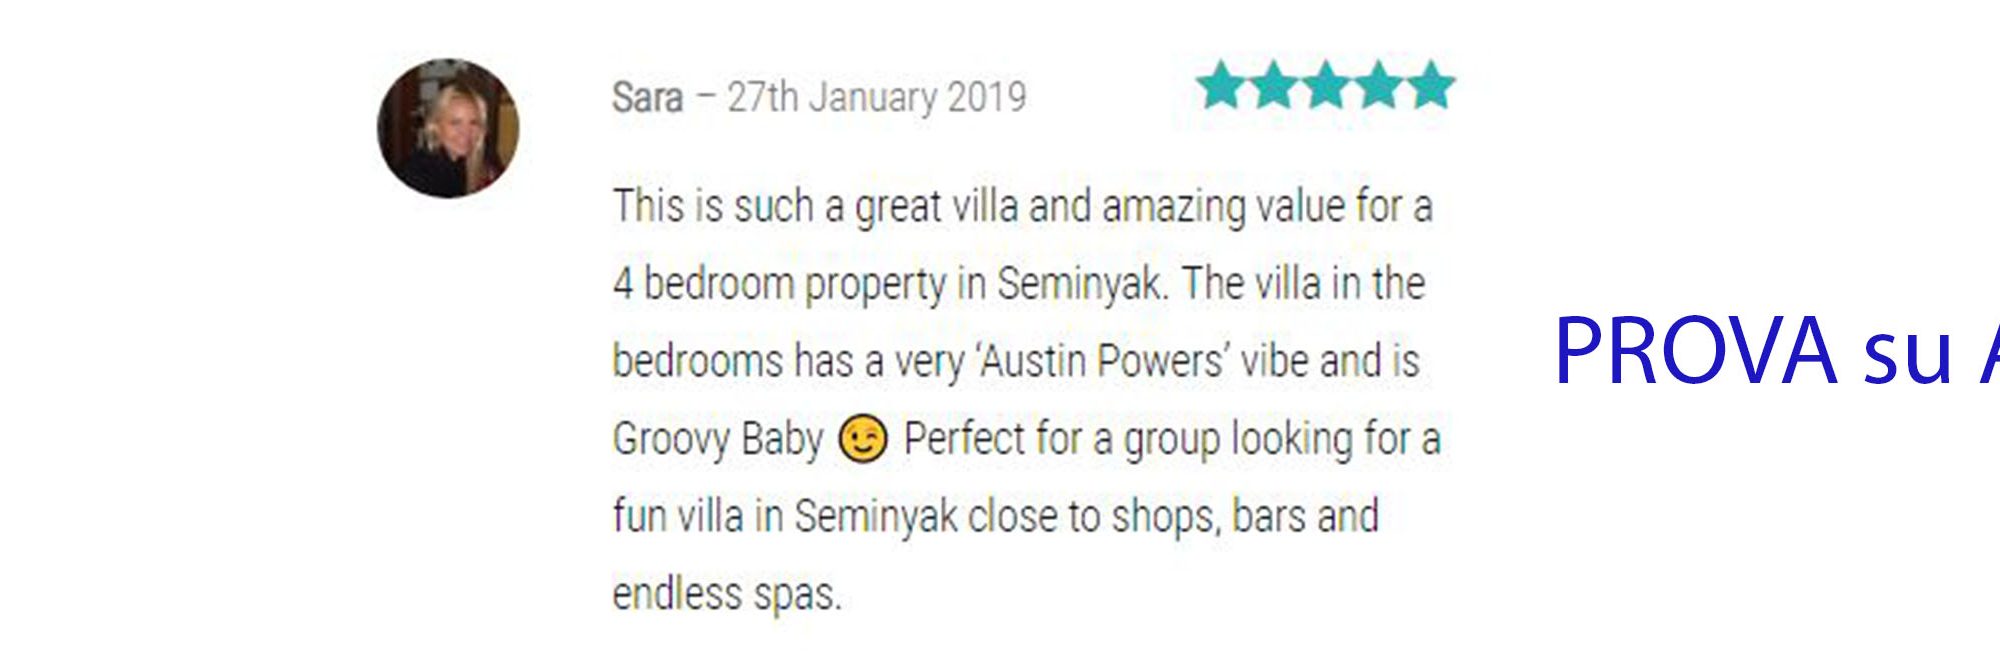 Sara – 27th January 2019
This is such a great villa and amazing value for a
4 bedroom property in Seminyak. The villa in the
bedrooms has a very ‘Austin Powers’ vibe and is
Groovy Baby 😉 Perfect for a group looking for a
fun villa in Seminyak close to shops, bars and
endless spas.
PROVA su